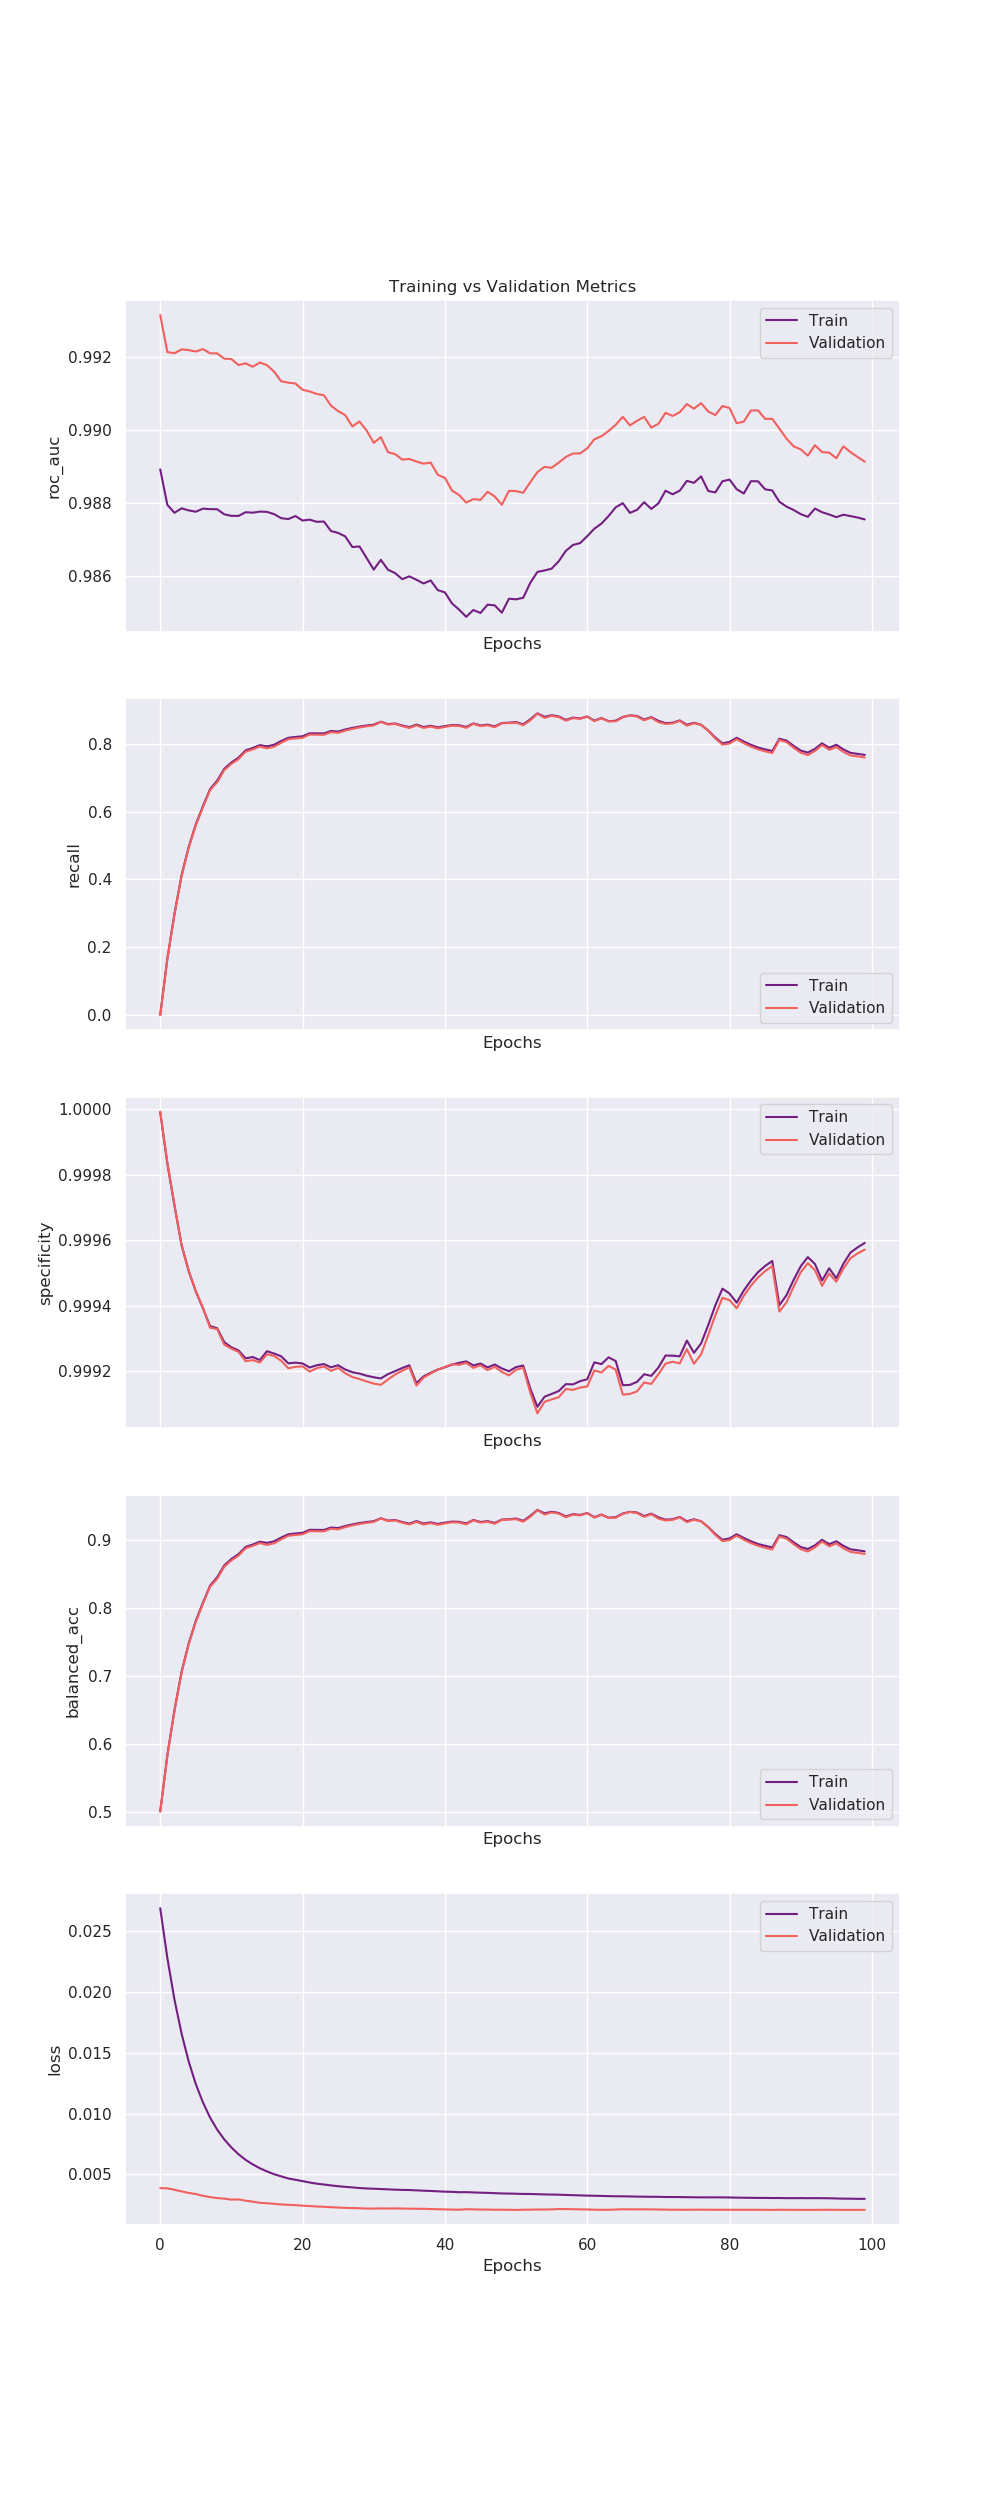 Training vs Validation Metrics
Train
Validation
0.992
0.990
0.988
0.986
roc_auc
Epochs
0.8
0.6
0.4
0.2
0.0
recall
Train
Validation
Epochs
Train
Validation
1.0000
0.9998
0.9996
0.9994
0.9992
specificity
Epochs
0.9
0.8
0.7
0.6
0.5
balanced_acc
Train
Validation
Epochs
Train
Validation
0.025
0.020
0.015
0.010
0.005
loss
0 20 40 60 80 100
Epochs